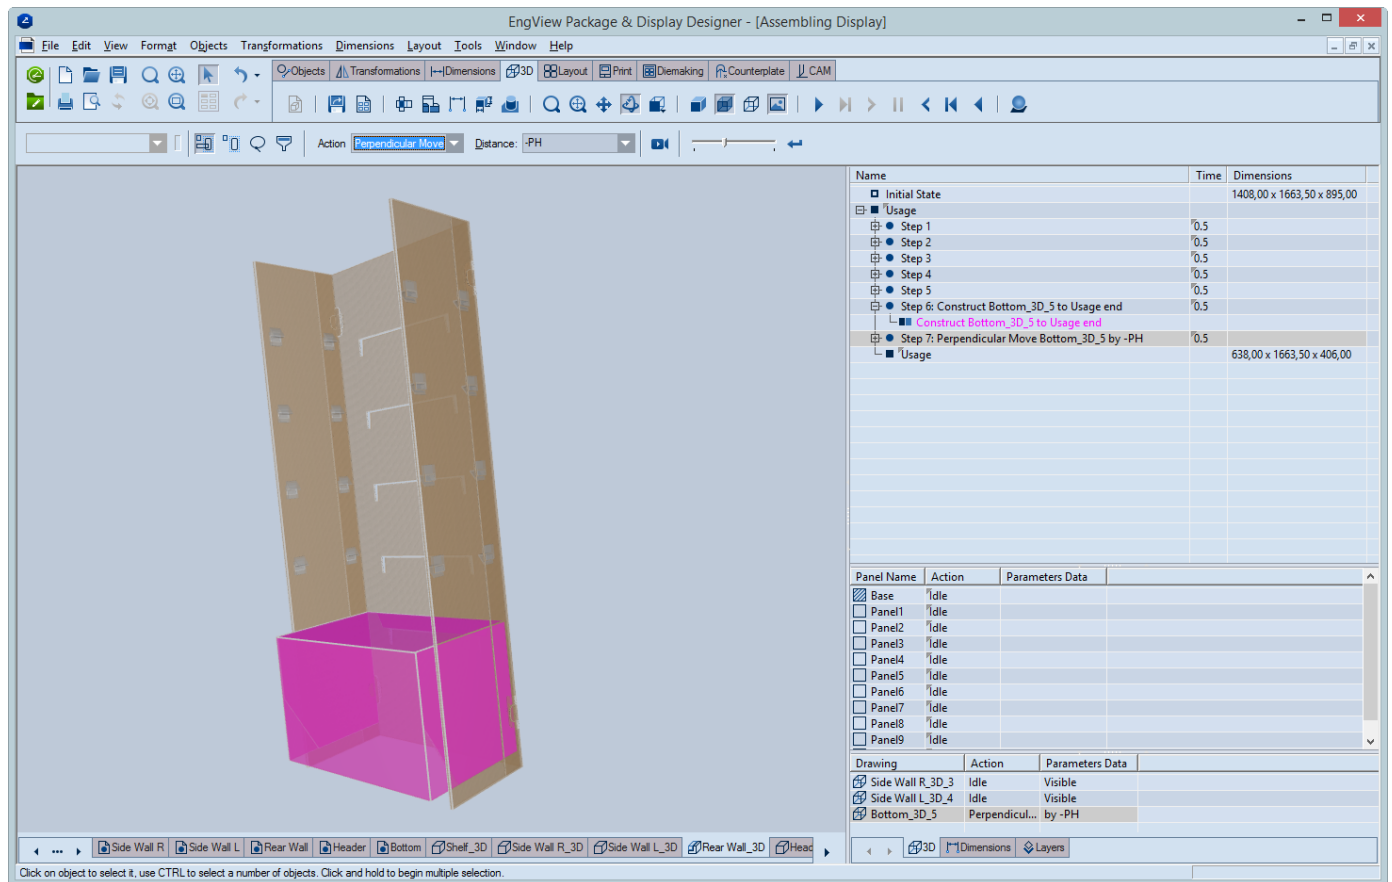 EngView Package & Display Designer - [Assembling Display]
File Edit View Format Objects Transformations Dimensions Layout Tools Window Help
Objects Transformations Dimensions 3D Layout Print Diemaking Counterplate CAM
Action Perpendicular Move Distance: -PH
Name Time Dimensions
Initial State 1408,00 x 1663,50 x 895,00
Usage
Step 1 0.5
Step 2 0.5
Step 3 0.5
Step 4 0.5
Step 5 0.5
Step 6: Construct Bottom_3D_5 to Usage end 0.5
Construct Bottom_3D_5 to Usage end
Step 7: Perpendicular Move Bottom_3D_5 by -PH 0.5
Usage 638,00 x 1663,50 x 406,00
Panel Name Action Parameters Data
Base Idle
Panel1 Idle
Panel2 Idle
Panel3 Idle
Panel4 Idle
Panel5 Idle
Panel6 Idle
Panel7 Idle
Panel8 Idle
Panel9 Idle
Drawing Action Parameters Data
Side Wall R_3D_3 Idle Visible
Side Wall L_3D_4 Idle Visible
Bottom_3D_5 Perpendicul... by -PH
Side Wall R Side Wall L Rear Wall Header Bottom Shelf_3D Side Wall R_3D Side Wall L_3D Rear Wall_3D Head
3D Dimensions Layers
Click on object to select it, use CTRL to select a number of objects. Click and hold to begin multiple selection.